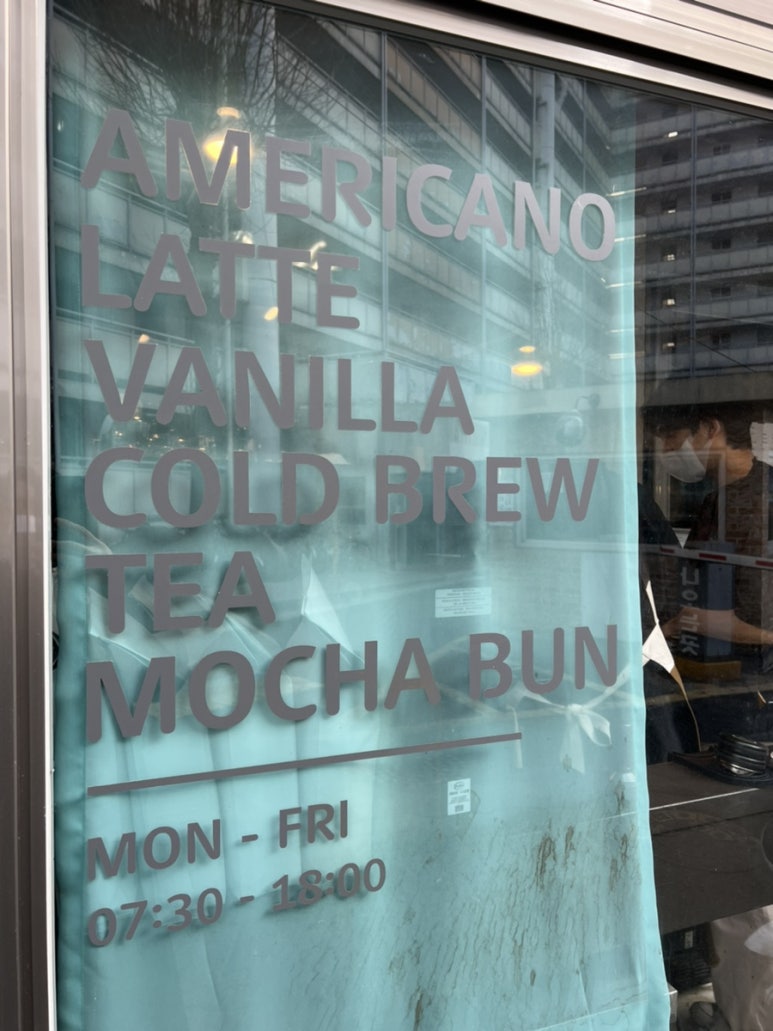 AMERICANO
LATTE
VANILLA
COLD BREW
TEA
MOCHA BUN
MON - FRI
07:30 - 18:00